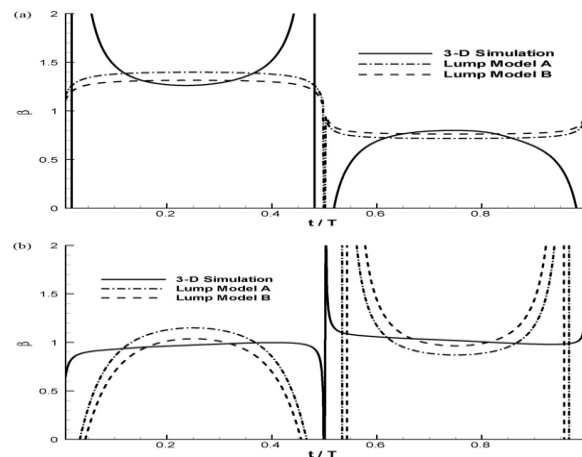 (a)
2
1.5
1
0.5
0
β
3-D Simulation
Lump Model A
Lump Model B
0.2
0.4
0.6
0.8
t / T
(b)
2
1.5
1
0.5
0
β
3-D Simulation
Lump Model A
Lump Model B
0.2
0.4
0.6
0.8
t / T